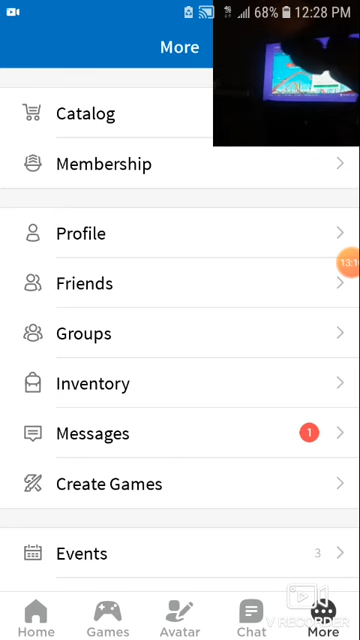 68% 12:28 PM
More
Catalog
Membership
Profile
Friends
Groups
Inventory
Messages 1
Create Games
Events 3
Home Games Avatar Chat More
V RECORDER